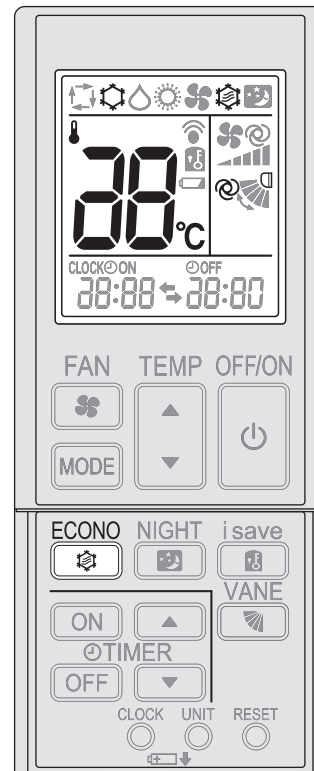 88°C
CLOCK ON OFF
88:88 88:80
FAN TEMP OFF/ON
MODE
ECONO NIGHT i save
VANE
ON
TIMER
OFF
CLOCK UNIT RESET